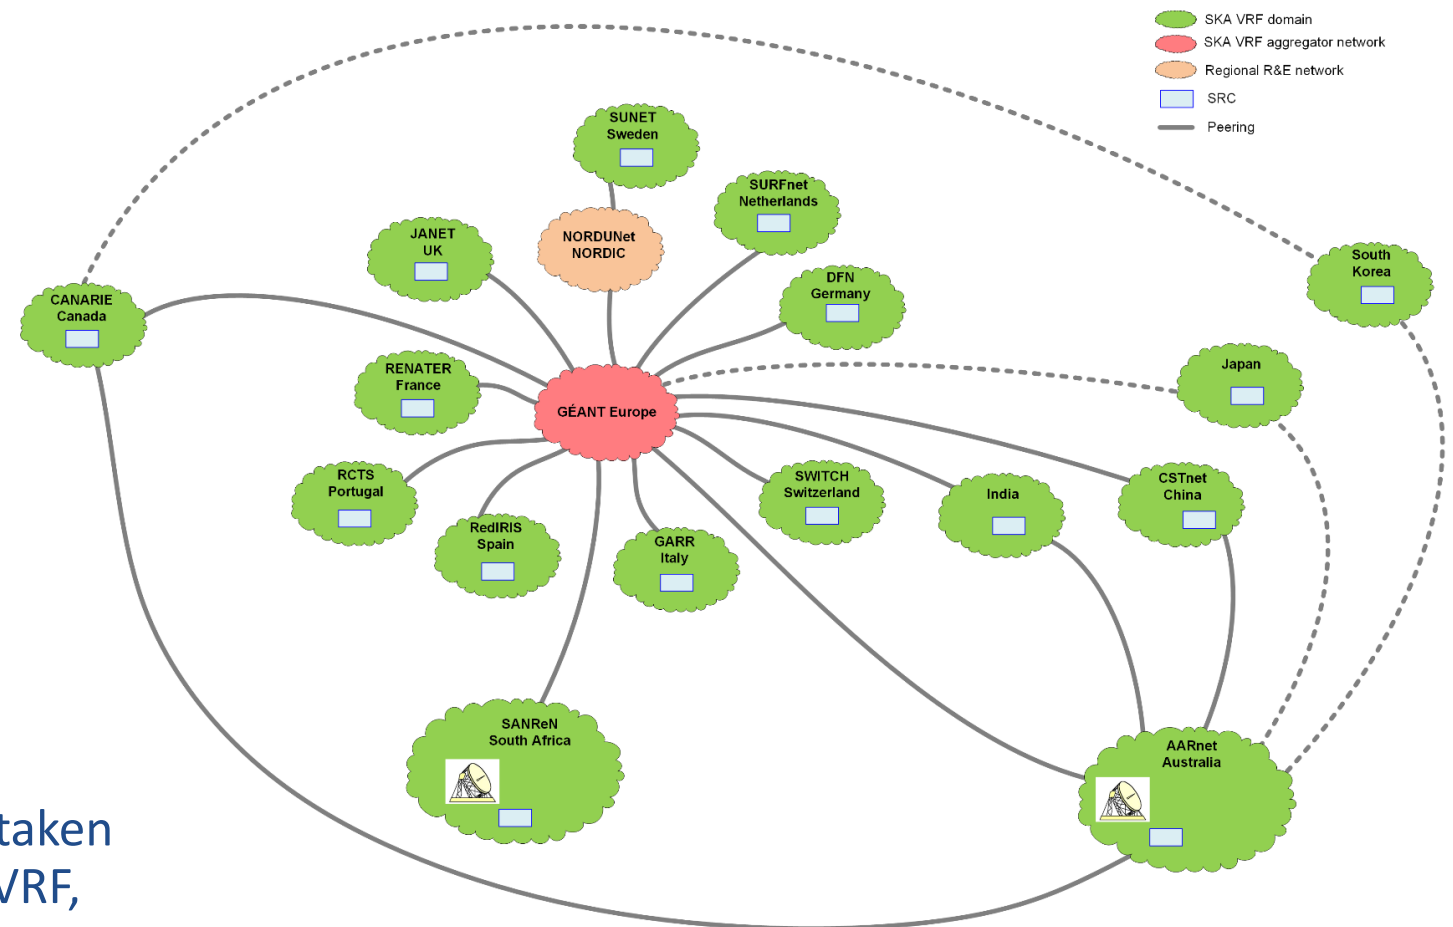 SKA VRF domain
SKA VRF aggregator network
Regional R&E network
SRC
Peering
SUNET
Sweden
SURFnet
Netherlands
JANET
UK
NORDUNet
NORDIC
South
Korea
DFN
Germany
CANARIE
Canada
RENATER
France
Japan
GÉANT Europe
RCTS
Portugal
SWITCH
Switzerland
India
CSTnet
China
RedIRIS
Spain
GARR
Italy
SANReN
South Africa
AARnet
Australia
taken
VRF,